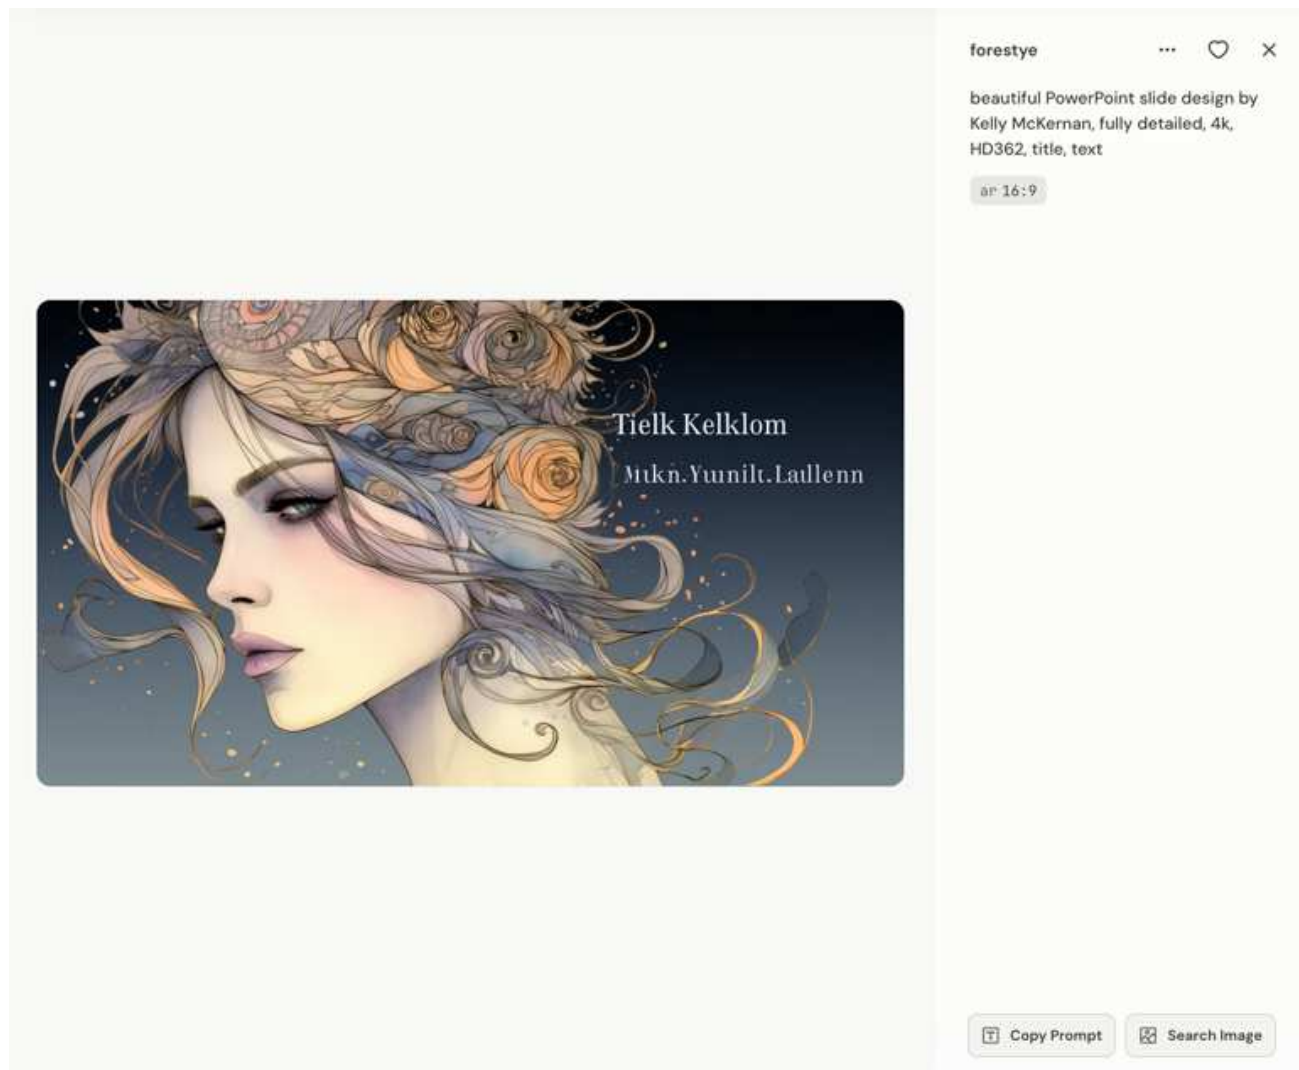 forestye
beautiful PowerPoint slide design by
Kelly McKernan, fully detailed, 4k,
HD362, title, text
ar 16:9
Tielk Kelklom
Copy Prompt
Search Image